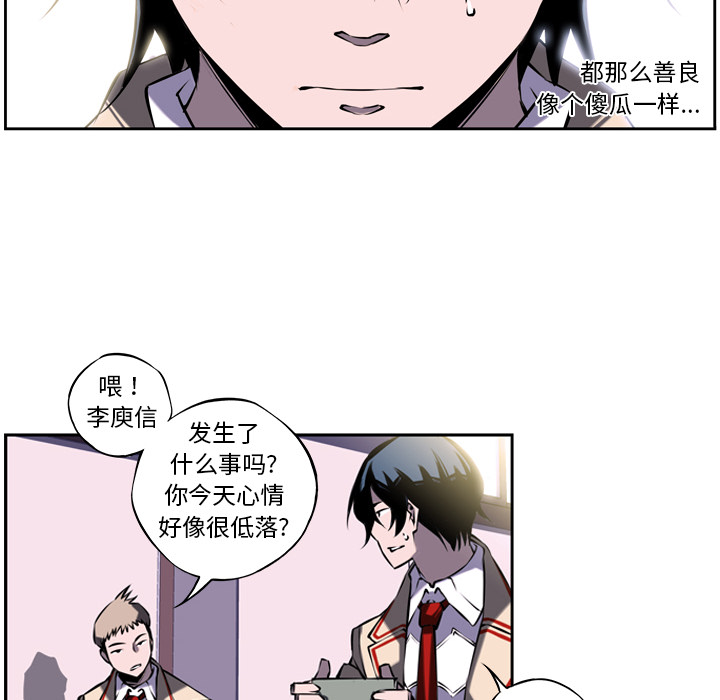 都那么善良
像个傻瓜一样...
喂！
李庾信
发生了
什么事吗?
你今天心情
好像很低落?